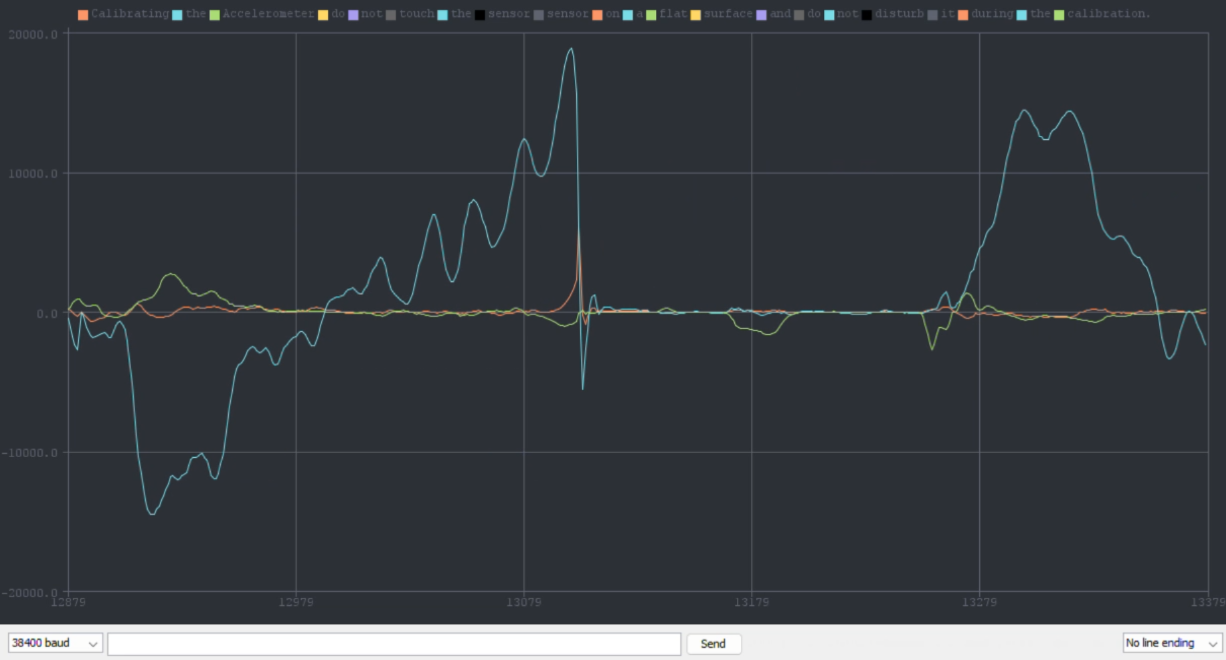 Calibrating the Accelerometer do not touch the sensor sensor on a flat surface and do not disturb it during the calibration.
20000.0
10000.0
0.0
-10000.0
-20000.0
12879 12979 13079 13179 13279 13379
38400 baud Send No line ending